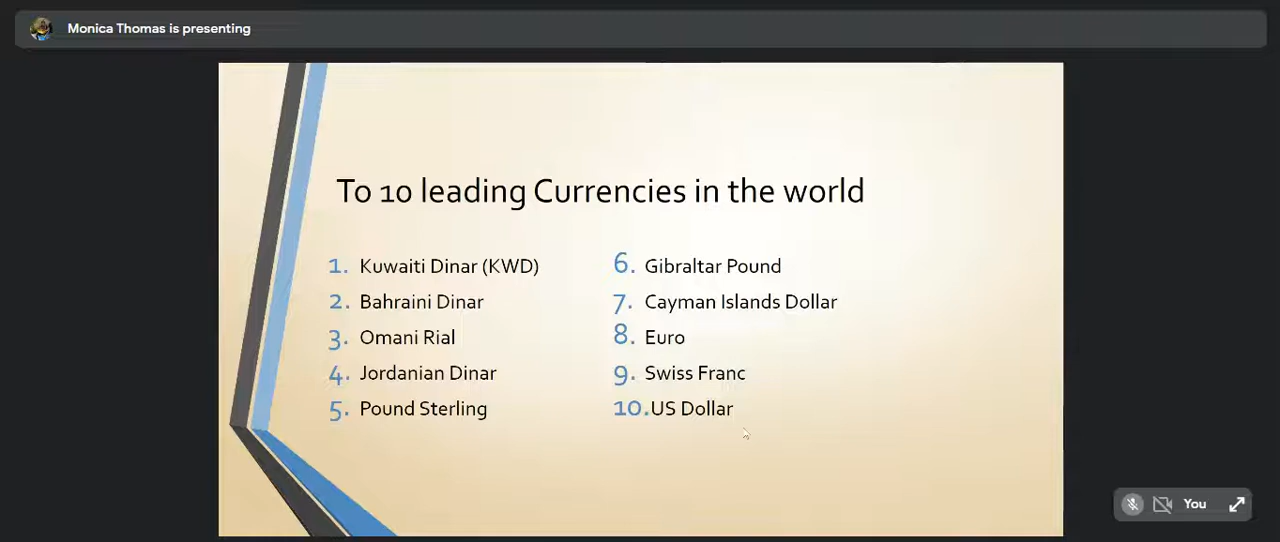 Monica Thomas is presenting
To 10 leading Currencies in the world
1. Kuwaiti Dinar (KWD)
2. Bahraini Dinar
3. Omani Rial
4. Jordanian Dinar
5. Pound Sterling
6. Gibraltar Pound
7. Cayman Islands Dollar
8. Euro
9. Swiss Franc
10. US Dollar
You